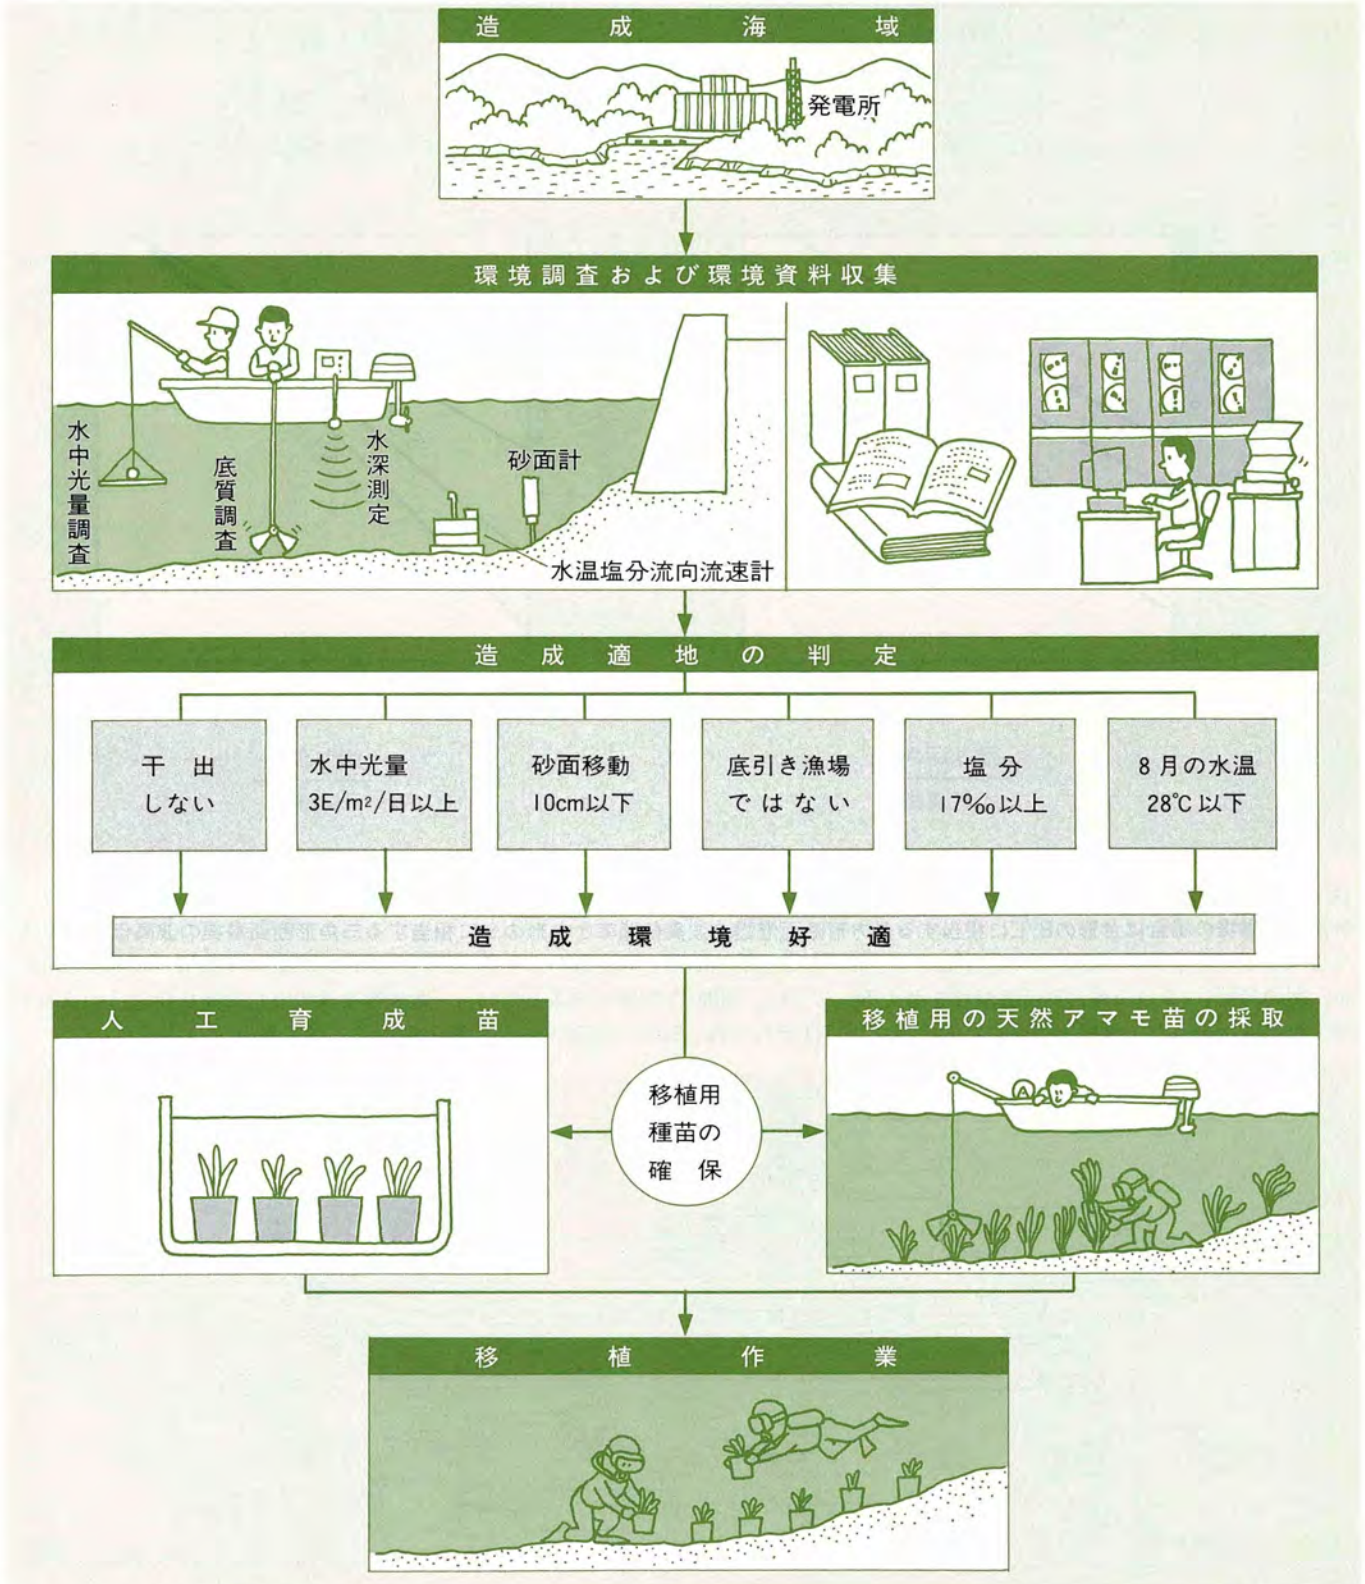 造成海域
発電所
環境調査および環境資料収集
水中光量調査
底質調査
水深測定
砂面計
水温塩分流向流速計
造成適地の判定
干出
しない
水中光量
3E/m²/日以上
砂面移動
10cm以下
底引き漁場
ではない
塩分
17‰以上
8月の水温
28℃以下
造成環境好適
人工育成苗
移植用の天然アマモ苗の採取
移植用
種苗の
確保
移植作業